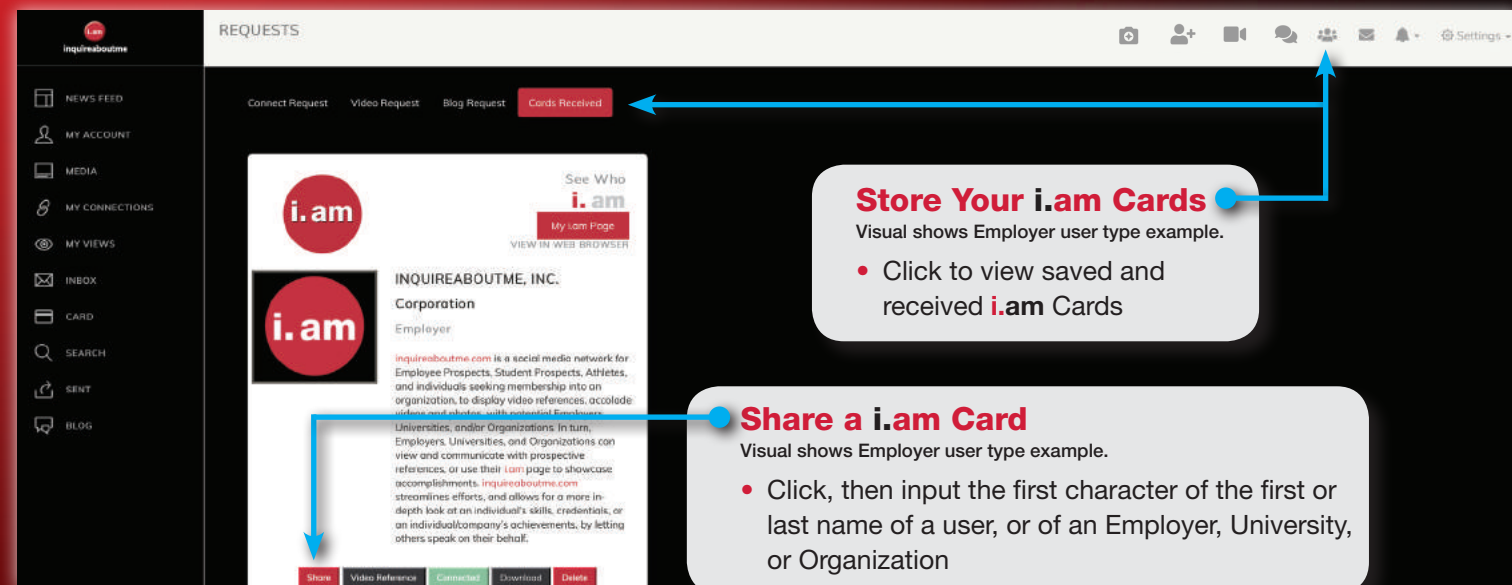 i.am
inquireaboutme
REQUESTS
Settings
NEWS FEED
MY ACCOUNT
MEDIA
MY CONNECTIONS
MY VIEWS
INBOX
CARD
SEARCH
SENT
BLOG
Connect Request Video Request Blog Request Cards Received
i.am
See Who
i. am
My i.am Page
VIEW IN WEB BROWSER
i.am
INQUIREABOUTME, INC.
Corporation
Employer
inquireaboutme.com is a social media network for
Employee Prospects, Student Prospects, Athletes,
and individuals seeking membership into an
organization, to display video references, accolade
videos and photos, with potential Employers,
Universities, and/or Organizations. In turn,
Employers, Universities, and Organizations can
view and communicate with prospective
references, or use their i.am page to showcase
accomplishments. inquireaboutme.com
streamlines efforts, and allows for a more in-
depth look at an individual's skills, credentials, or
an individual/company's achievements, by letting
others speak on their behalf.
Share Video Reference Connected Download Delete
Store Your i.am Cards
Visual shows Employer user type example.
• Click to view saved and
received i.am Cards
Share a i.am Card
Visual shows Employer user type example.
• Click, then input the first character of the first or
last name of a user, or of an Employer, University,
or Organization